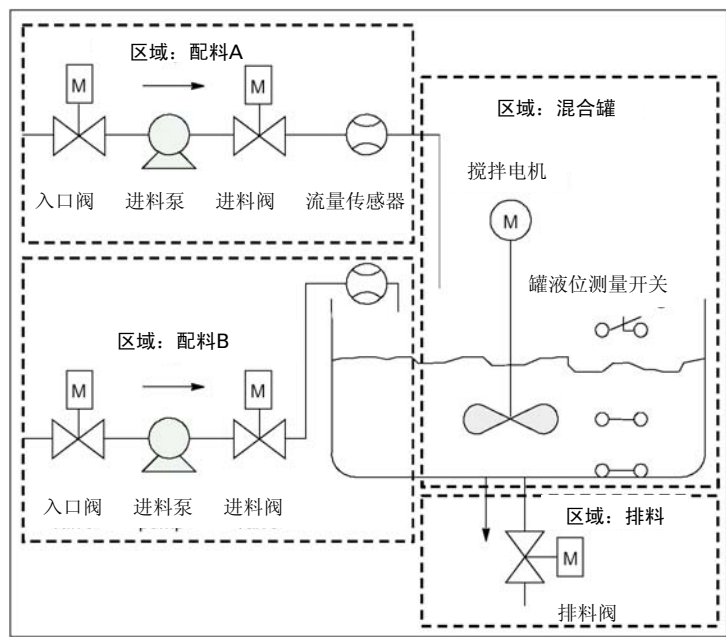 区域：配料A
M
M
入口阀
进料泵
进料阀
流量传感器
区域：混合罐
搅拌电机
M
罐液位测量开关
区域：配料B
M
M
入口阀
进料泵
进料阀
区域：排料
M
排料阀